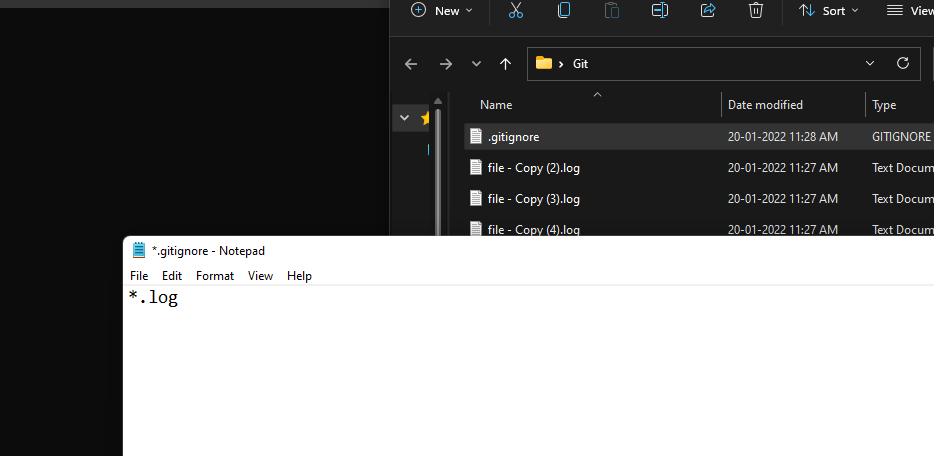 New Sort View
Git
Name Date modified Type
.gitignore 20-01-2022 11:28 AM GITIGNORE
file - Copy (2).log 20-01-2022 11:27 AM Text Docum
file - Copy (3).log 20-01-2022 11:27 AM Text Docum
file - Copy (4).log 20-01-2022 11:27 AM Text Docum
*.gitignore - Notepad
File Edit Format View Help
*.log